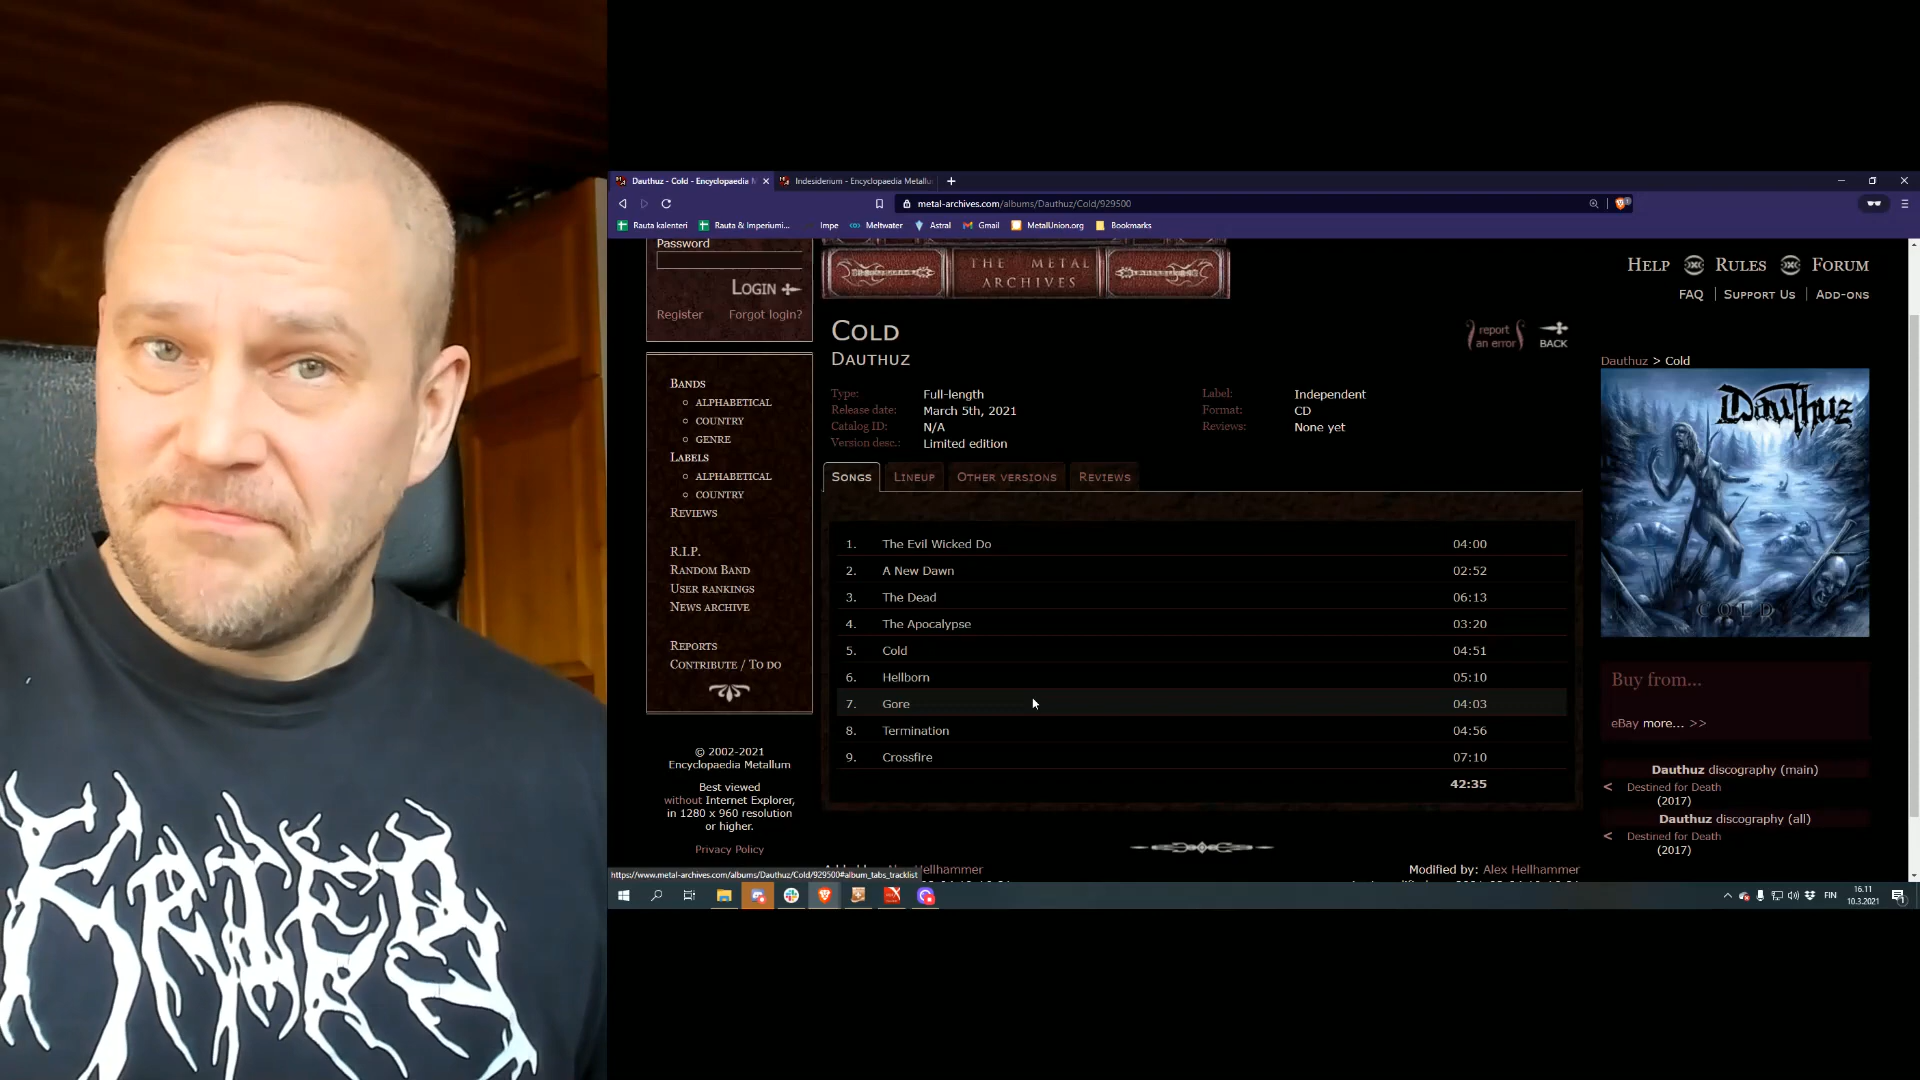 Dauthuz - Cold - Encyclopaedia M
Indesiderium - Encyclopaedia Metallu
metal-archives.com/albums/Dauthuz/Cold/929500
Rauta kalenteri
Rauta & Imperiumi...
Impe
Meltwater
Astral
Gmail
MetalUnion.org
Bookmarks
Password
LOGIN
Register
Forgot login?
THE METAL
ARCHIVES
HELP
RULES
FORUM
FAQ
SUPPORT US
ADD-ONS
COLD
DAUTHUZ
report
an error
BACK
Type: Full-length
Release date: March 5th, 2021
Catalog ID: N/A
Version desc.: Limited edition
Label: Independent
Format: CD
Reviews: None yet
Dauthuz > Cold
Dauthuz
COLD
BANDS
ALPHABETICAL
COUNTRY
GENRE
LABELS
ALPHABETICAL
COUNTRY
REVIEWS
R.I.P.
RANDOM BAND
USER RANKINGS
NEWS ARCHIVE
REPORTS
CONTRIBUTE / TO DO
© 2002-2021
Encyclopaedia Metallum
Best viewed
without Internet Explorer,
in 1280 x 960 resolution
or higher.
Privacy Policy
SONGS
LINEUP
OTHER VERSIONS
REVIEWS
1. The Evil Wicked Do 04:00
2. A New Dawn 02:52
3. The Dead 06:13
4. The Apocalypse 03:20
5. Cold 04:51
6. Hellborn 05:10
7. Gore 04:03
8. Termination 04:56
9. Crossfire 07:10
42:35
Buy from...
eBay more... >>
Dauthuz discography (main)
< Destined for Death
(2017)
Dauthuz discography (all)
< Destined for Death
(2017)
Modified by: Alex Hellhammer
https://www.metal-archives.com/albums/Dauthuz/Cold/929500#album_tabs_tracklist
FIN
16.11
10.3.2021